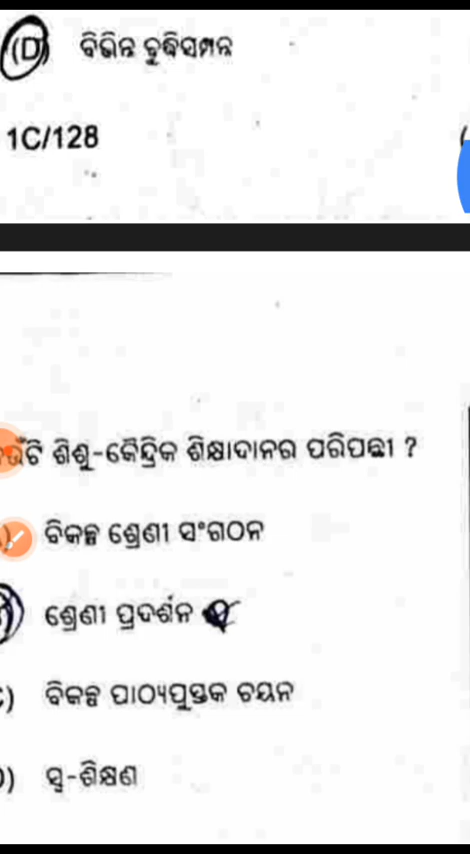 (D) ବିଭିନ୍ନ ବୁଦ୍ଧିସମ୍ପନ୍ନ
1C/128
ଶିଶୁ-କୈନ୍ଦ୍ରିକ ଶିକ୍ଷାଦାନର ପରିପନ୍ଥୀ ?
ବିକଳ୍ପ ଶ୍ରେଣୀ ସଂଗଠନ
ଶ୍ରେଣୀ ପ୍ରଦର୍ଶନ
ବିକଳ୍ପ ପାଠ୍ୟପୁସ୍ତକ ଚୟନ
ସ୍ୱ-ଶିକ୍ଷଣ